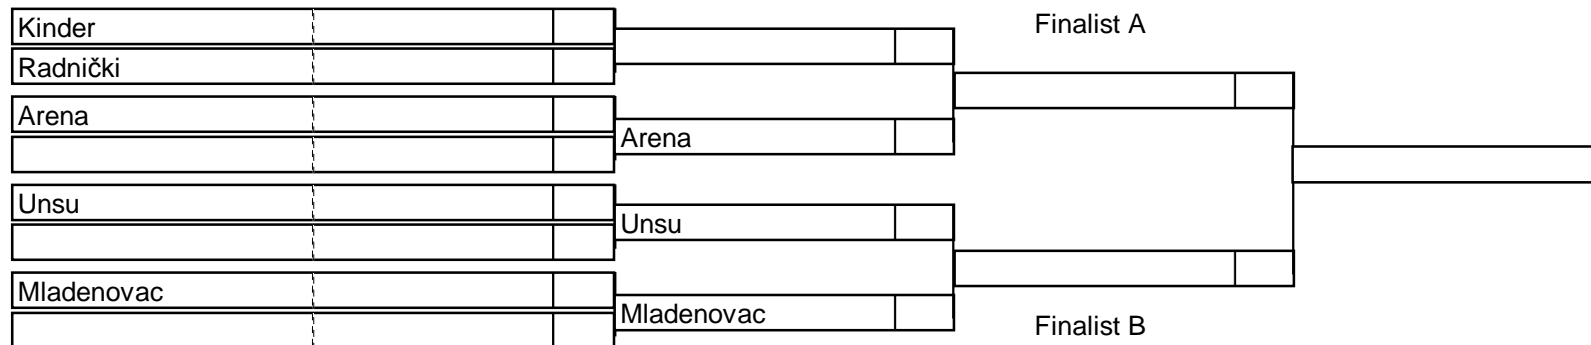 Kinder
Radnički
Arena
Unsu
Mladenovac
Arena
Unsu
Mladenovac
Finalist A
Finalist B